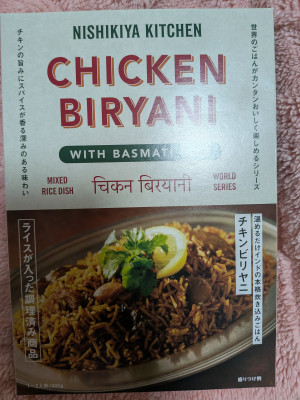 NISHIKIYA KITCHEN
世界のごはんがカンタンおいしく楽しめるシリーズ
チキンの旨みにスパイスが香る深みのある味わい
CHICKEN
BIRYANI
WITH BASMATI
MIXED
RICE DISH
चिकन बिरयानी
WORLD
SERIES
温めるだけインドの本格炊き込みごはん
チキンビリヤニ
ライスが入った調理済み商品
盛りつけ例